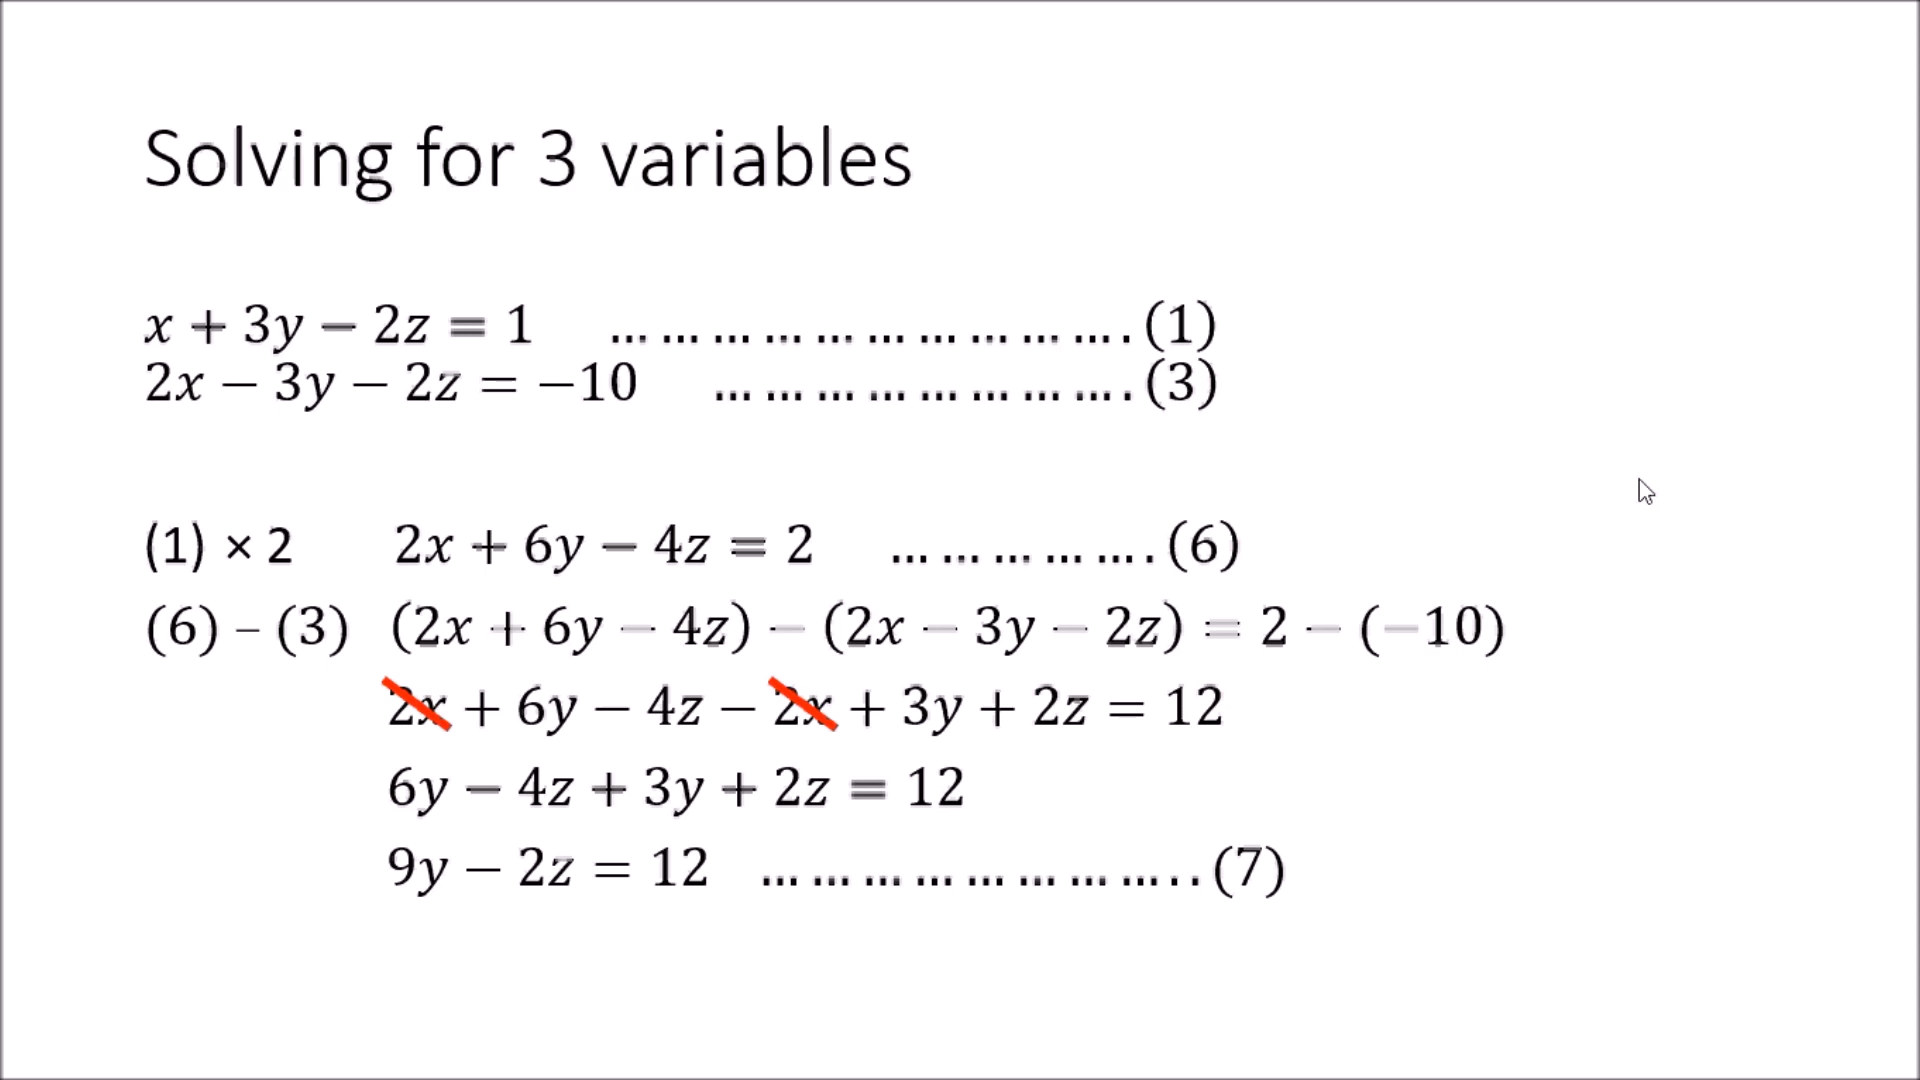 Solving for 3 variables
x + 3y − 2z = 1 … … … … … … … … … … . (1)
2x − 3y − 2z = −10 … … … … … … … … . (3)
(1) × 2 2x + 6y − 4z = 2 … … … … … . (6)
(6) – (3) (2x + 6y − 4z) − (2x − 3y − 2z) = 2 − (−10)
2x + 6y − 4z − 2x + 3y + 2z = 12
6y − 4z + 3y + 2z = 12
9y − 2z = 12 … … … … … … … … . . (7)